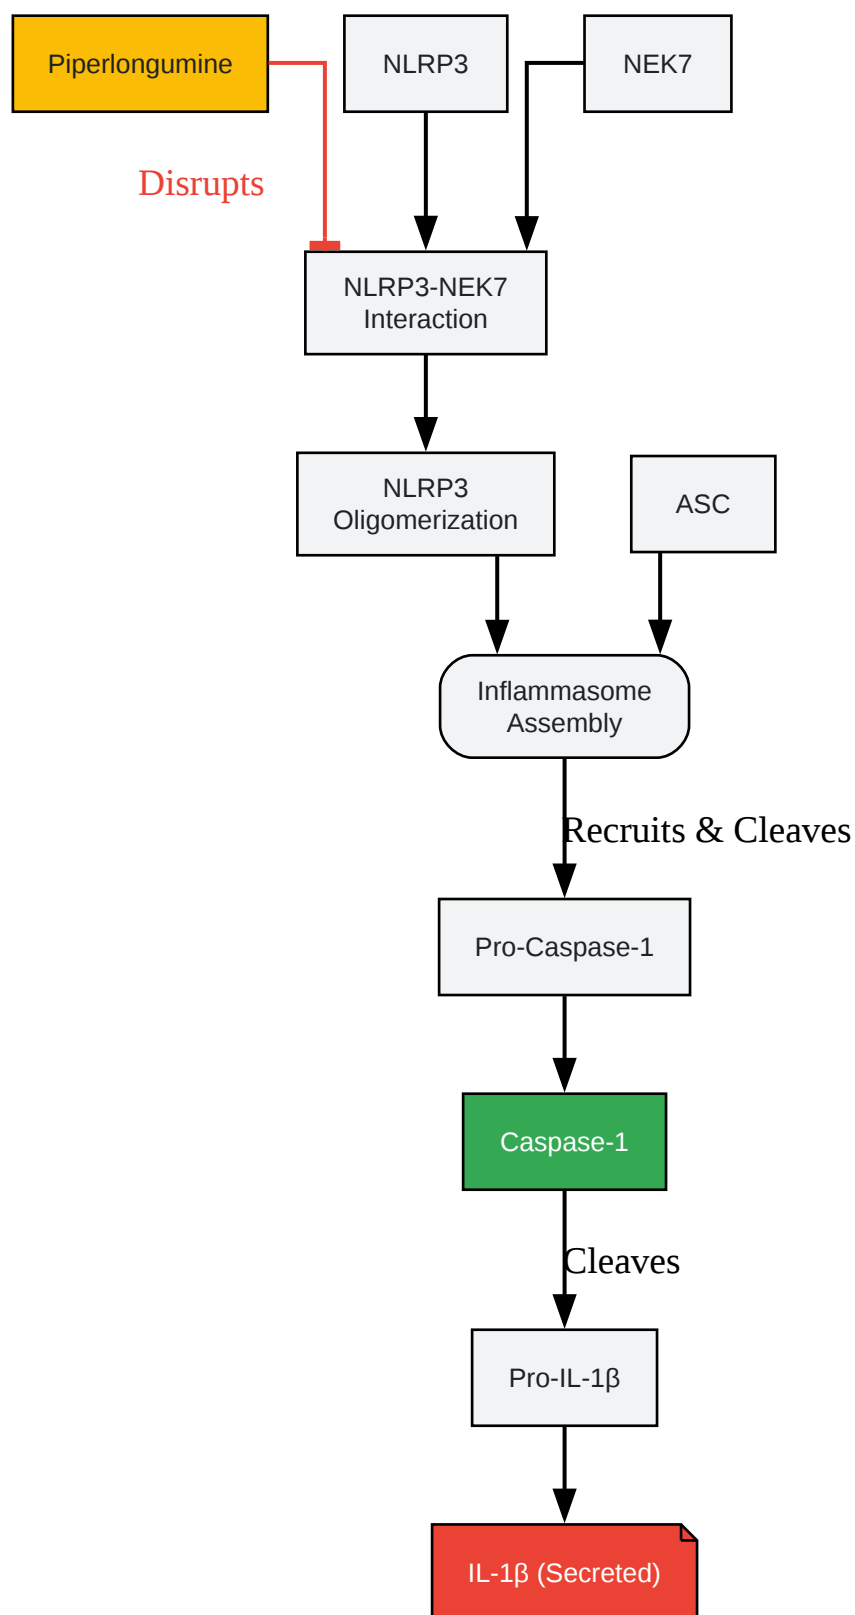 Piperlongumine
NLRP3
NEK7
Disrupts
NLRP3-NEK7
Interaction
NLRP3
Oligomerization
ASC
Inflammasome
Assembly
Recruits & Cleaves
Pro-Caspase-1
Caspase-1
Cleaves
Pro-IL-1β
IL-1β (Secreted)